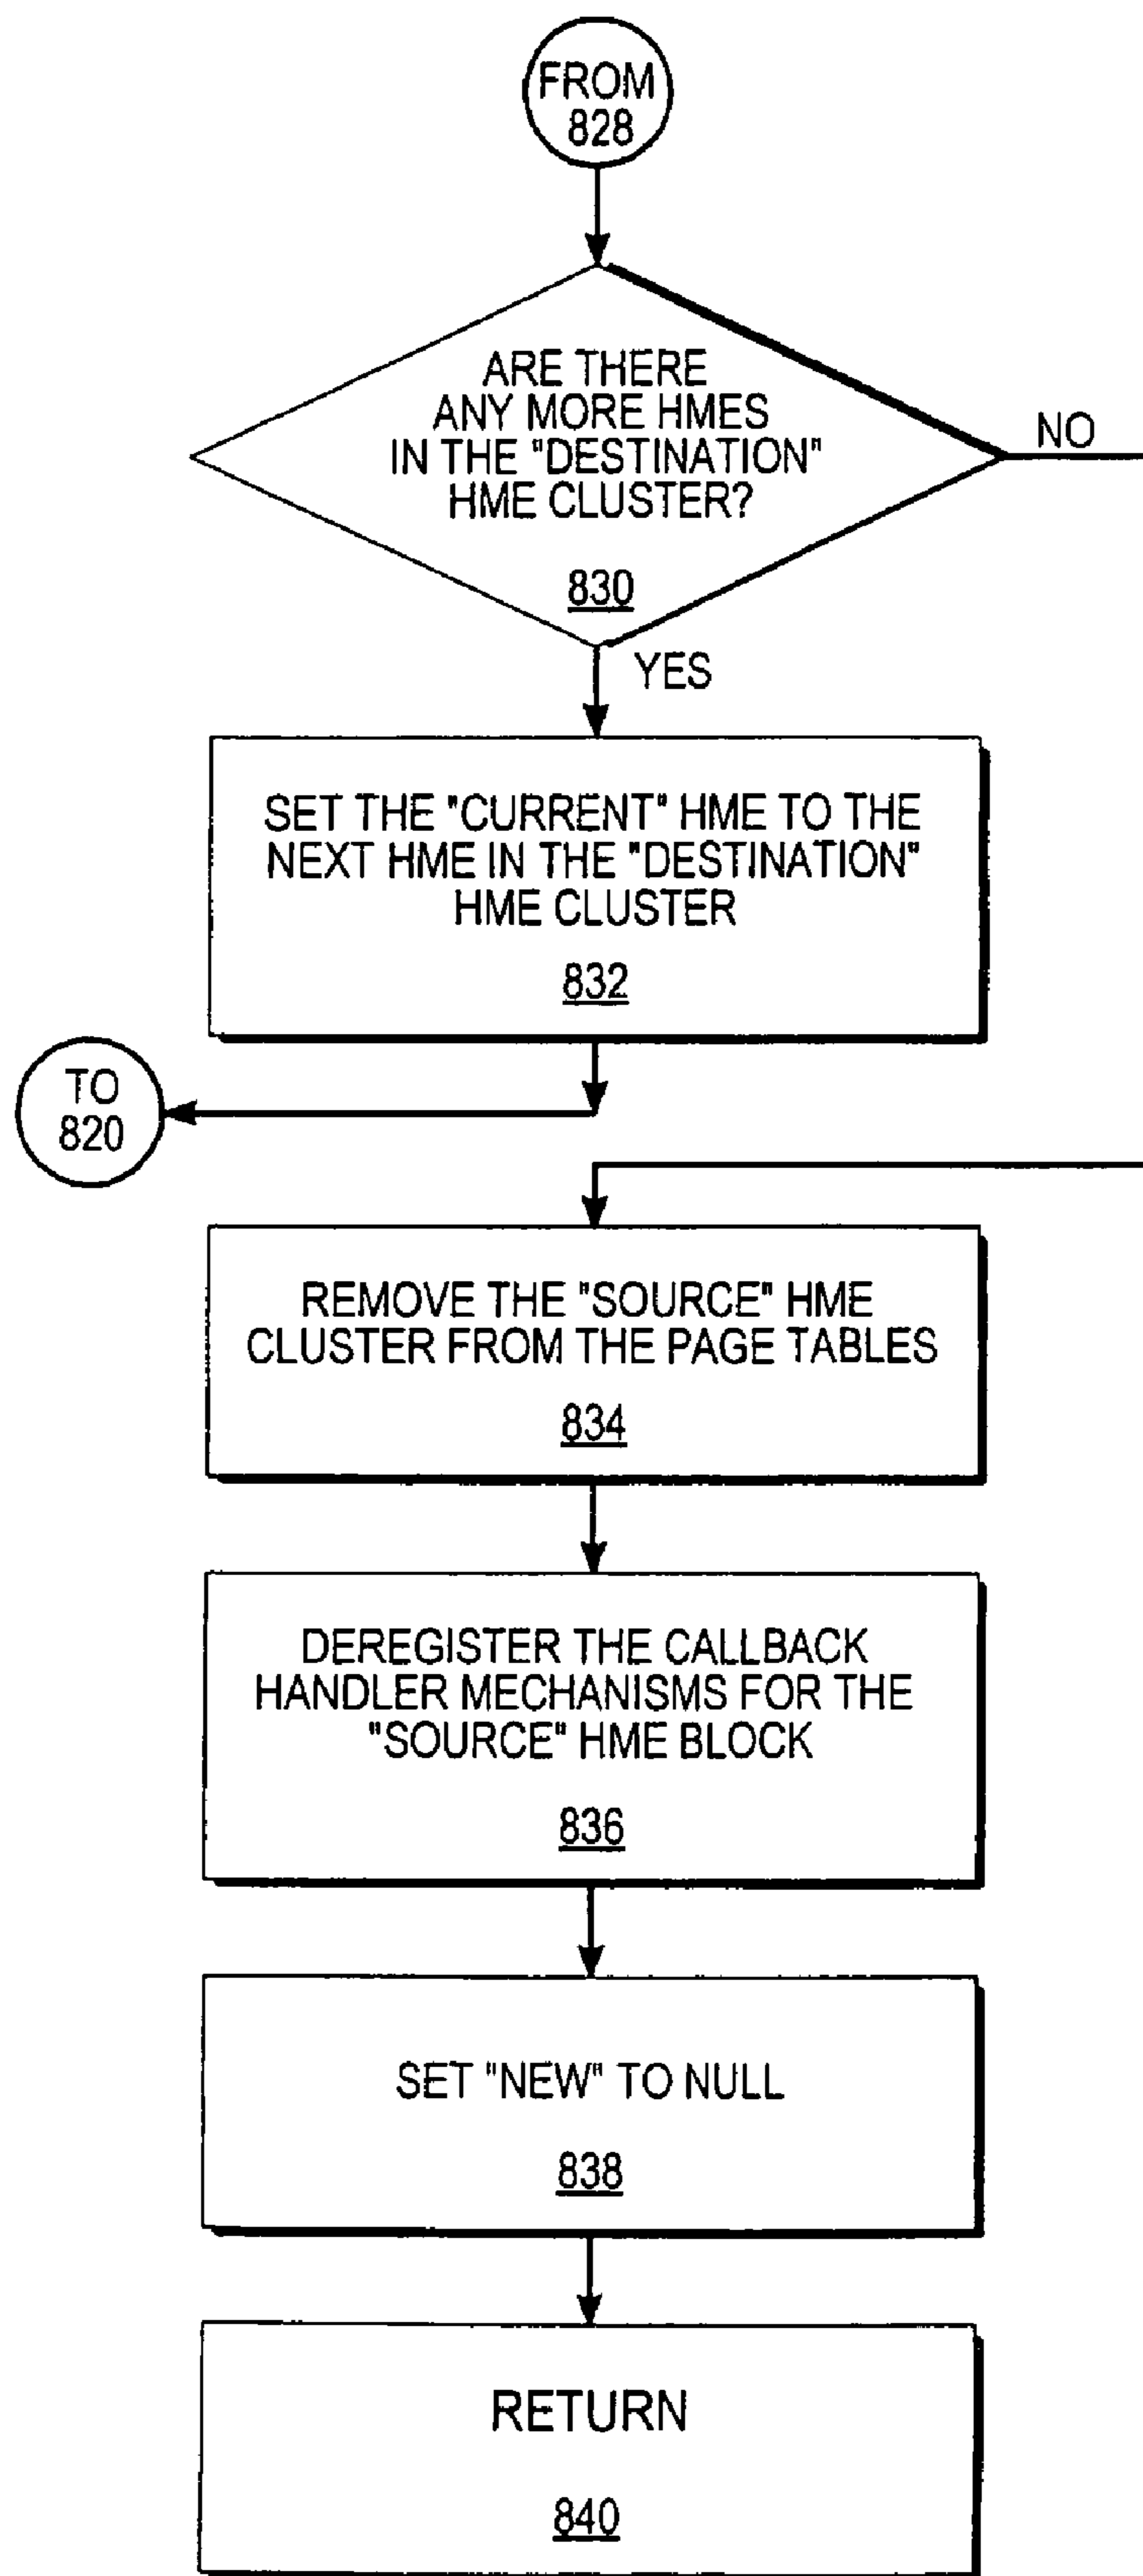 FROM
828
ARE THERE
ANY MORE HMES
IN THE "DESTINATION"
HME CLUSTER?
830
NO
YES
SET THE "CURRENT" HME TO THE
NEXT HME IN THE "DESTINATION"
HME CLUSTER
832
TO
820
REMOVE THE "SOURCE" HME
CLUSTER FROM THE PAGE TABLES
834
DEREGISTER THE CALLBACK
HANDLER MECHANISMS FOR THE
"SOURCE" HME BLOCK
836
SET "NEW" TO NULL
838
RETURN
840